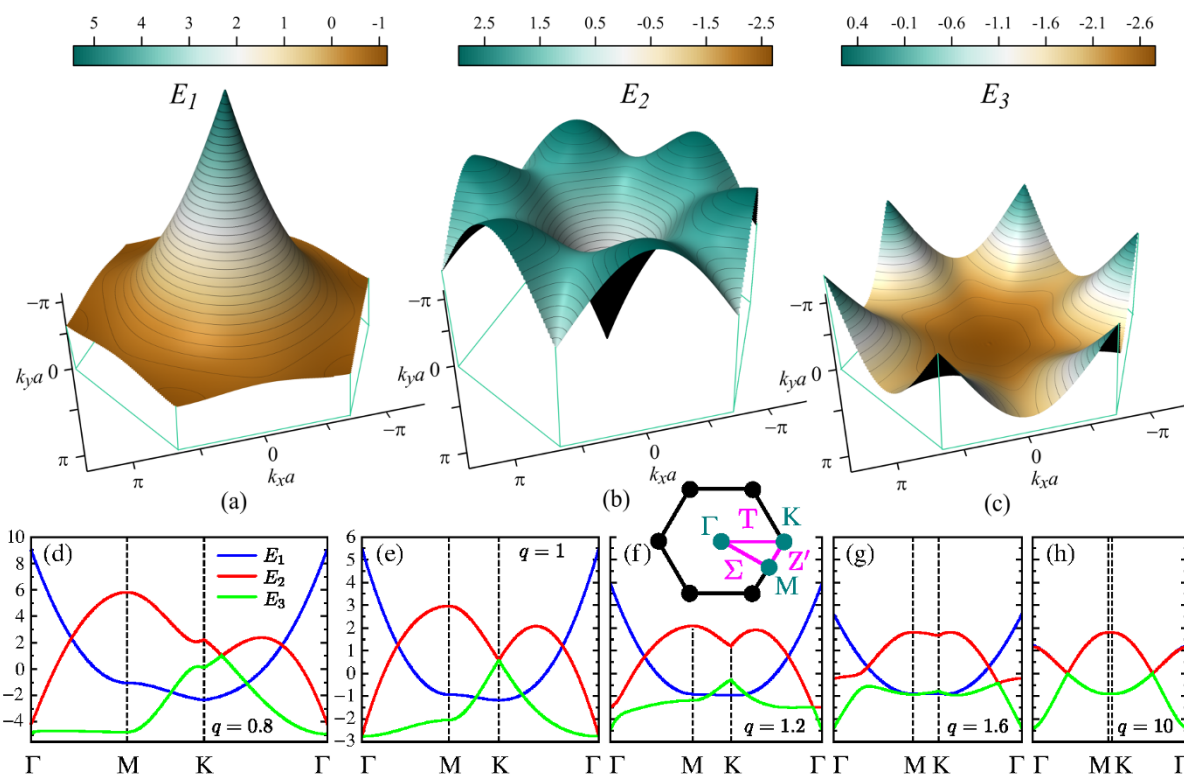 5 4 3 2 1 0 -1
2.5 1.5 0.5 -0.5 -1.5 -2.5
0.4 -0.1 -0.6 -1.1 -1.6 -2.1 -2.6
E1
E2
E3
−π
kya 0
π
π
0
kxa
−π
(a)
−π
kya 0
π
π
0
kxa
−π
(b)
−π
kya 0
π
π
0
kxa
−π
(c)
Γ
T
K
Σ
Z′
M
(d)
E1
E2
E3
q = 0.8
10
8
6
4
2
0
−2
−4
Γ M K Γ
(e)
q = 1
6
5
4
3
2
1
0
−1
−2
−3
Γ M K Γ
(f)
q = 1.2
Γ M K Γ
(g)
q = 1.6
Γ M K Γ
(h)
q = 10
Γ M K Γ